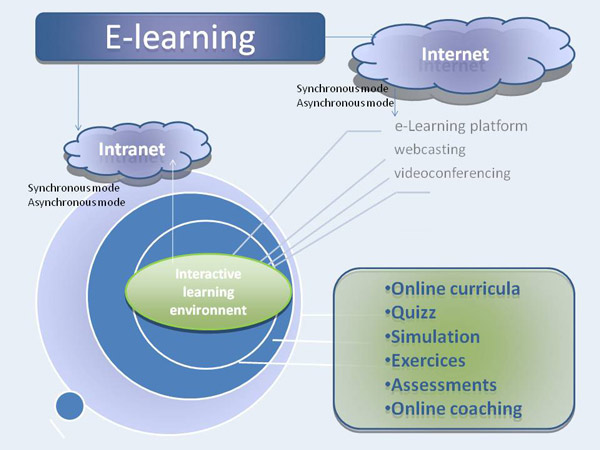 E-learning
Internet
Synchronous mode
Asynchronous mode
e-Learning platform
webcasting
videoconferencing
Intranet
Synchronous mode
Asynchronous mode
Interactive
learning
environnent
•Online curricula
•Quizz
•Simulation
•Exercices
•Assessments
•Online coaching